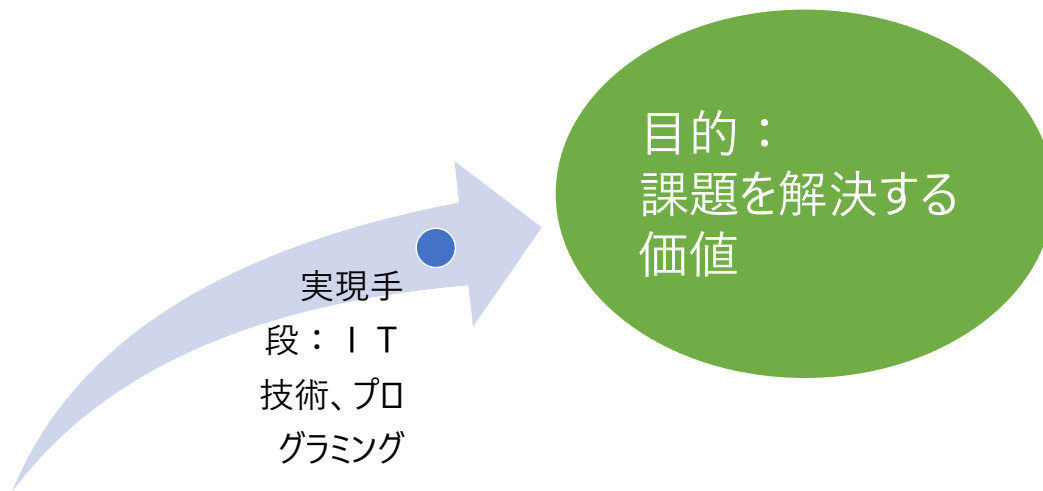 目的：
課題を解決する
価値
実現手
段：ＩＴ
技術、プロ
グラミング